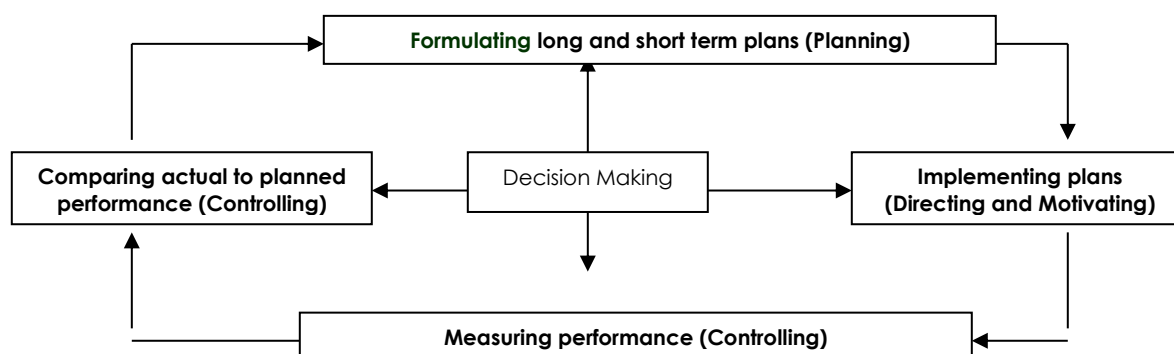 Formulating long and short term plans (Planning)
Comparing actual to planned
performance (Controlling)
Decision Making
Implementing plans
(Directing and Motivating)
Measuring performance (Controlling)